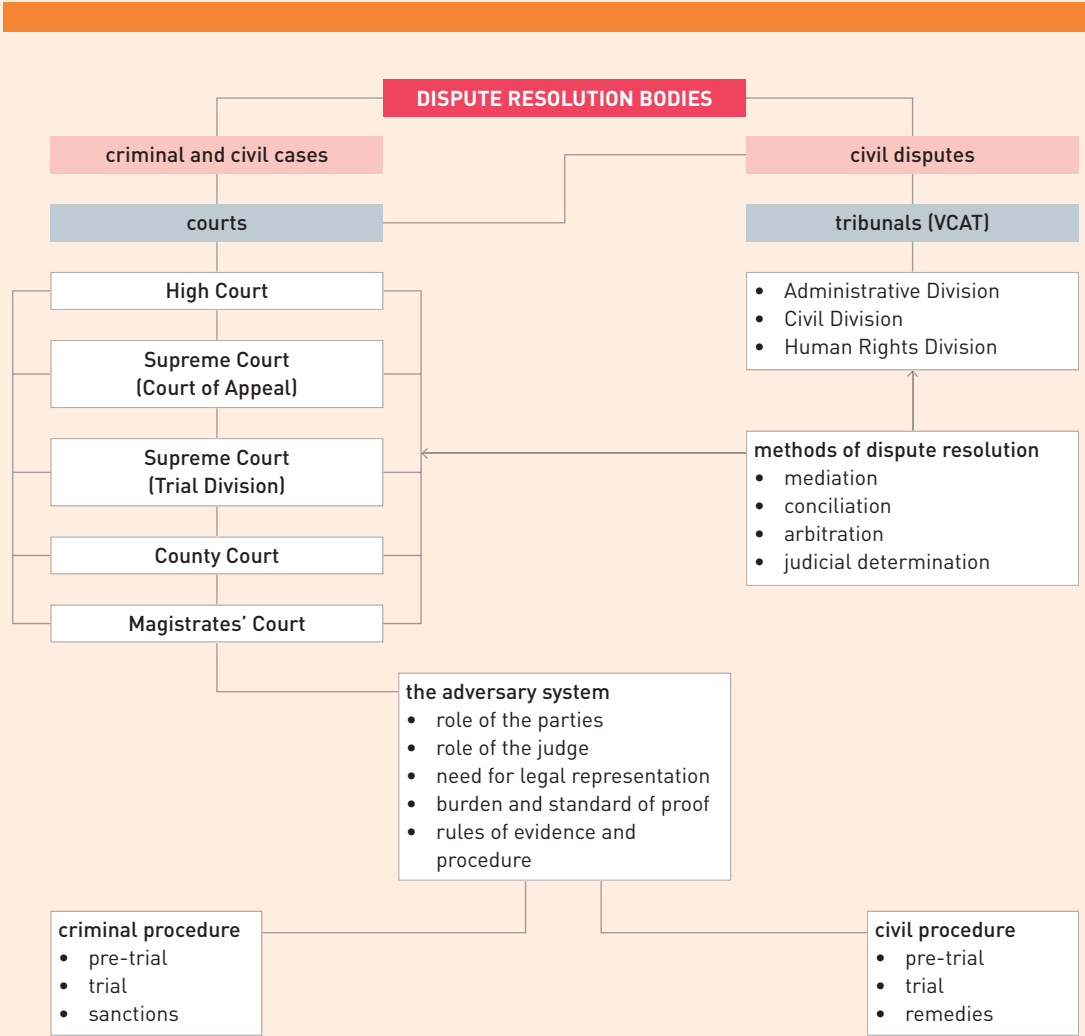 DISPUTE RESOLUTION BODIES
criminal and civil cases
civil disputes
courts
tribunals (VCAT)
High Court
• Administrative Division
• Civil Division
• Human Rights Division
Supreme Court
(Court of Appeal)
Supreme Court
(Trial Division)
County Court
Magistrates’ Court
methods of dispute resolution
• mediation
• conciliation
• arbitration
• judicial determination
the adversary system
• role of the parties
• role of the judge
• need for legal representation
• burden and standard of proof
• rules of evidence and
procedure
criminal procedure
• pre-trial
• trial
• sanctions
civil procedure
• pre-trial
• trial
• remedies